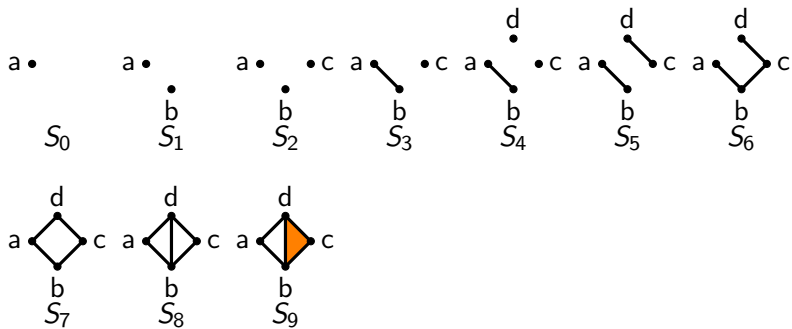 d d d
a a a c a c a c a c a c
b b b b b b
S0 S1 S2 S3 S4 S5 S6
d d d
a c a c a c
b b b
S7 S8 S9